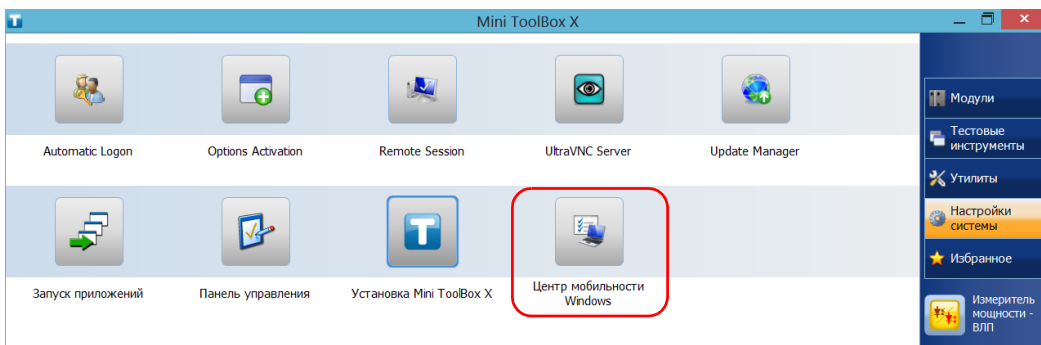 Mini ToolBox X
Automatic Logon
Options Activation
Remote Session
UltraVNC Server
Update Manager
Запуск приложений
Панель управления
Установка Mini ToolBox X
Центр мобильности
Windows
Модули
Тестовые
инструменты
Утилиты
Настройки
системы
Избранное
Измеритель
мощности -
ВЛП